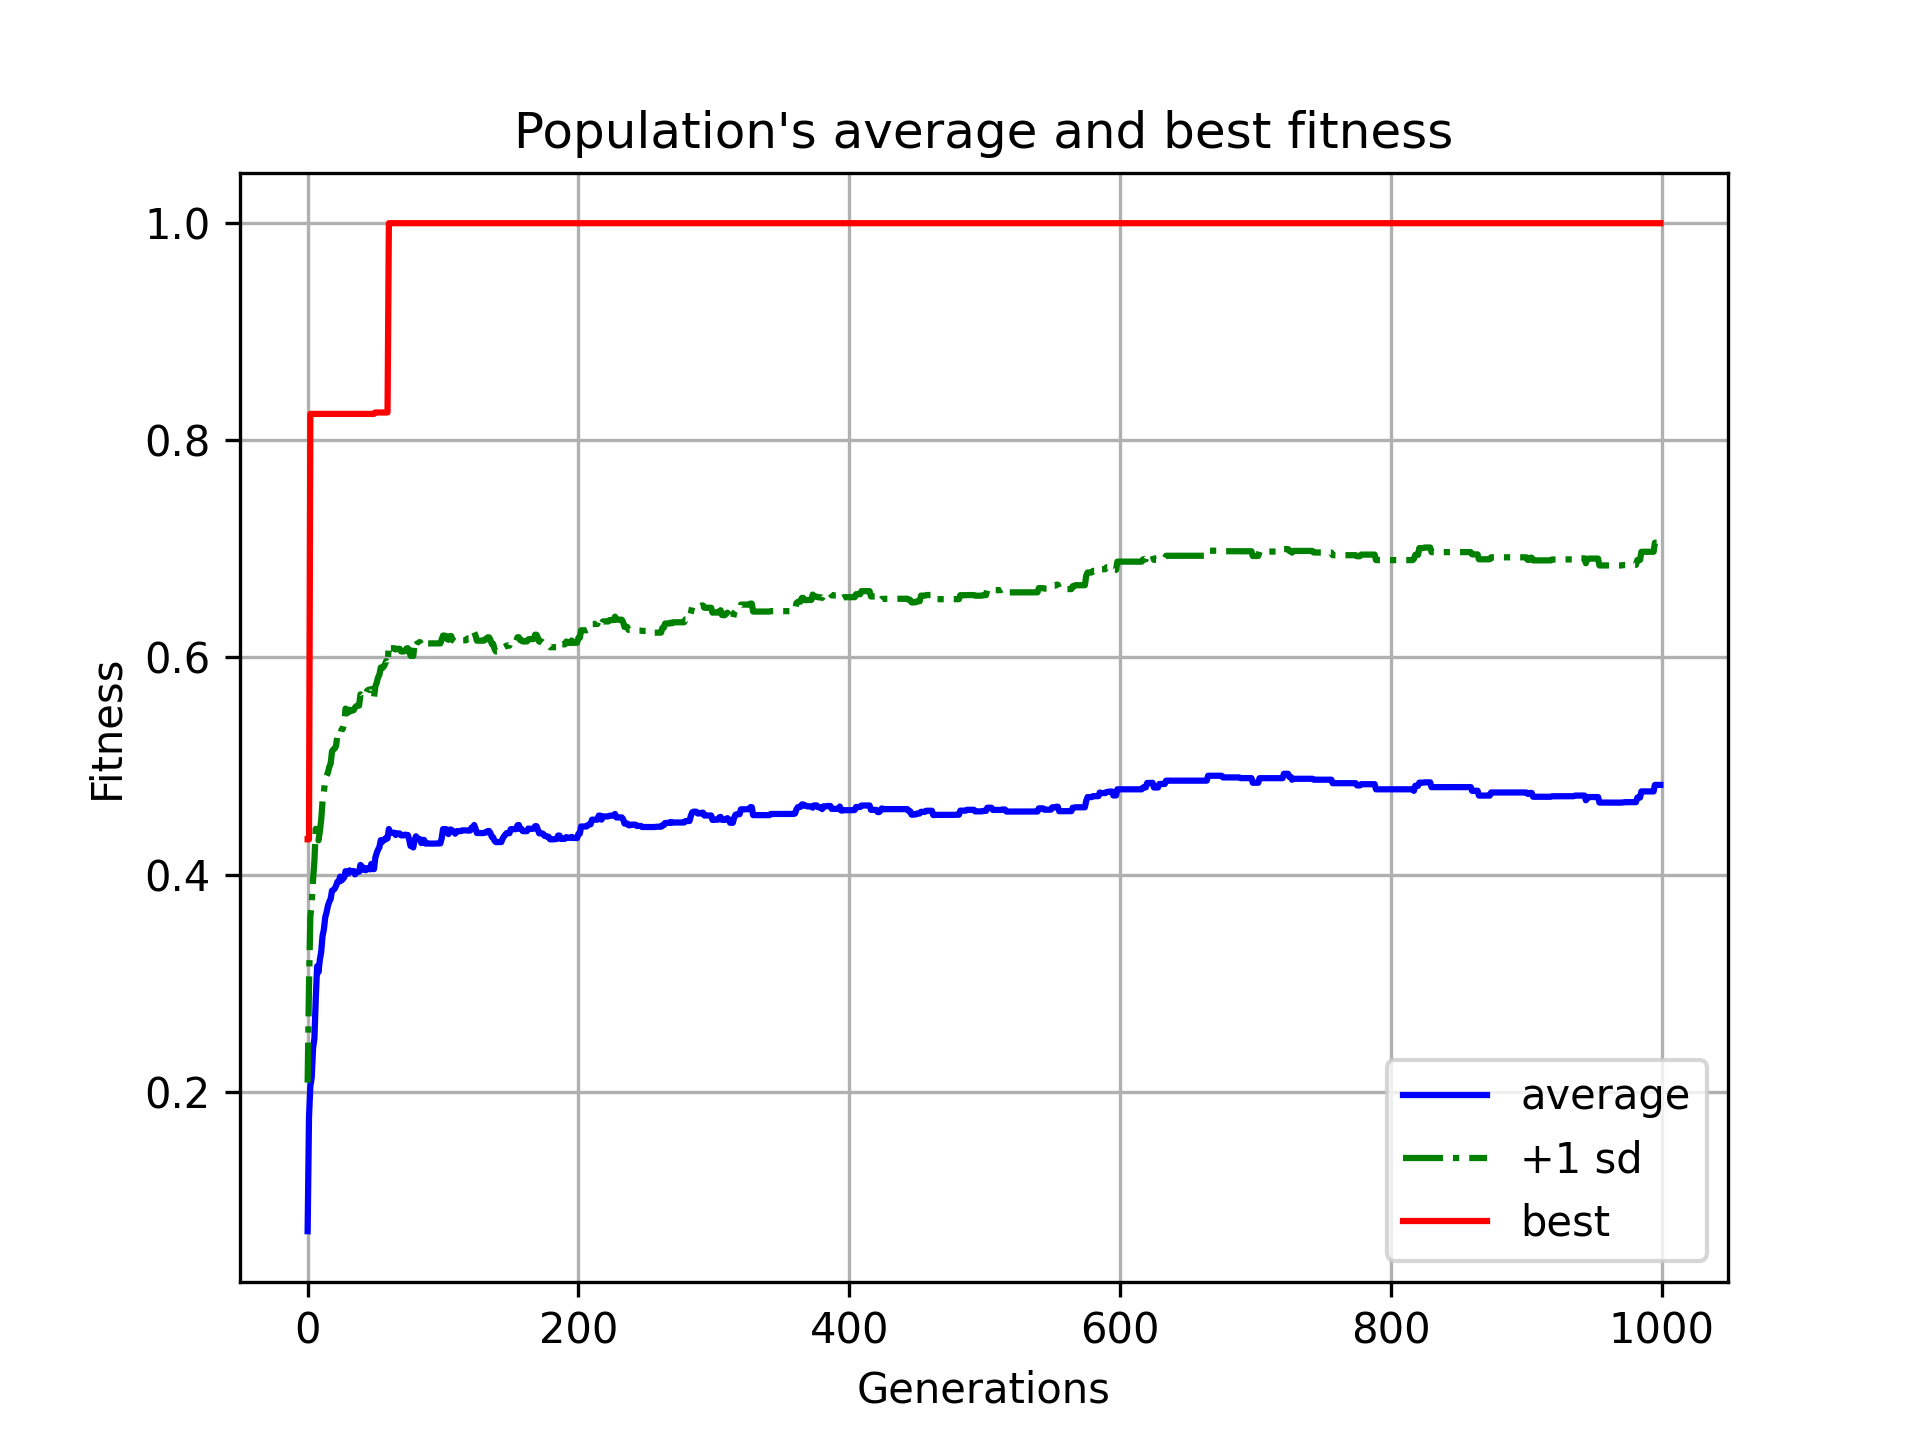 Population's average and best fitness
1.0
0.8
0.6
0.4
0.2
Fitness
0 200 400 600 800 1000
Generations
average
+1 sd
best